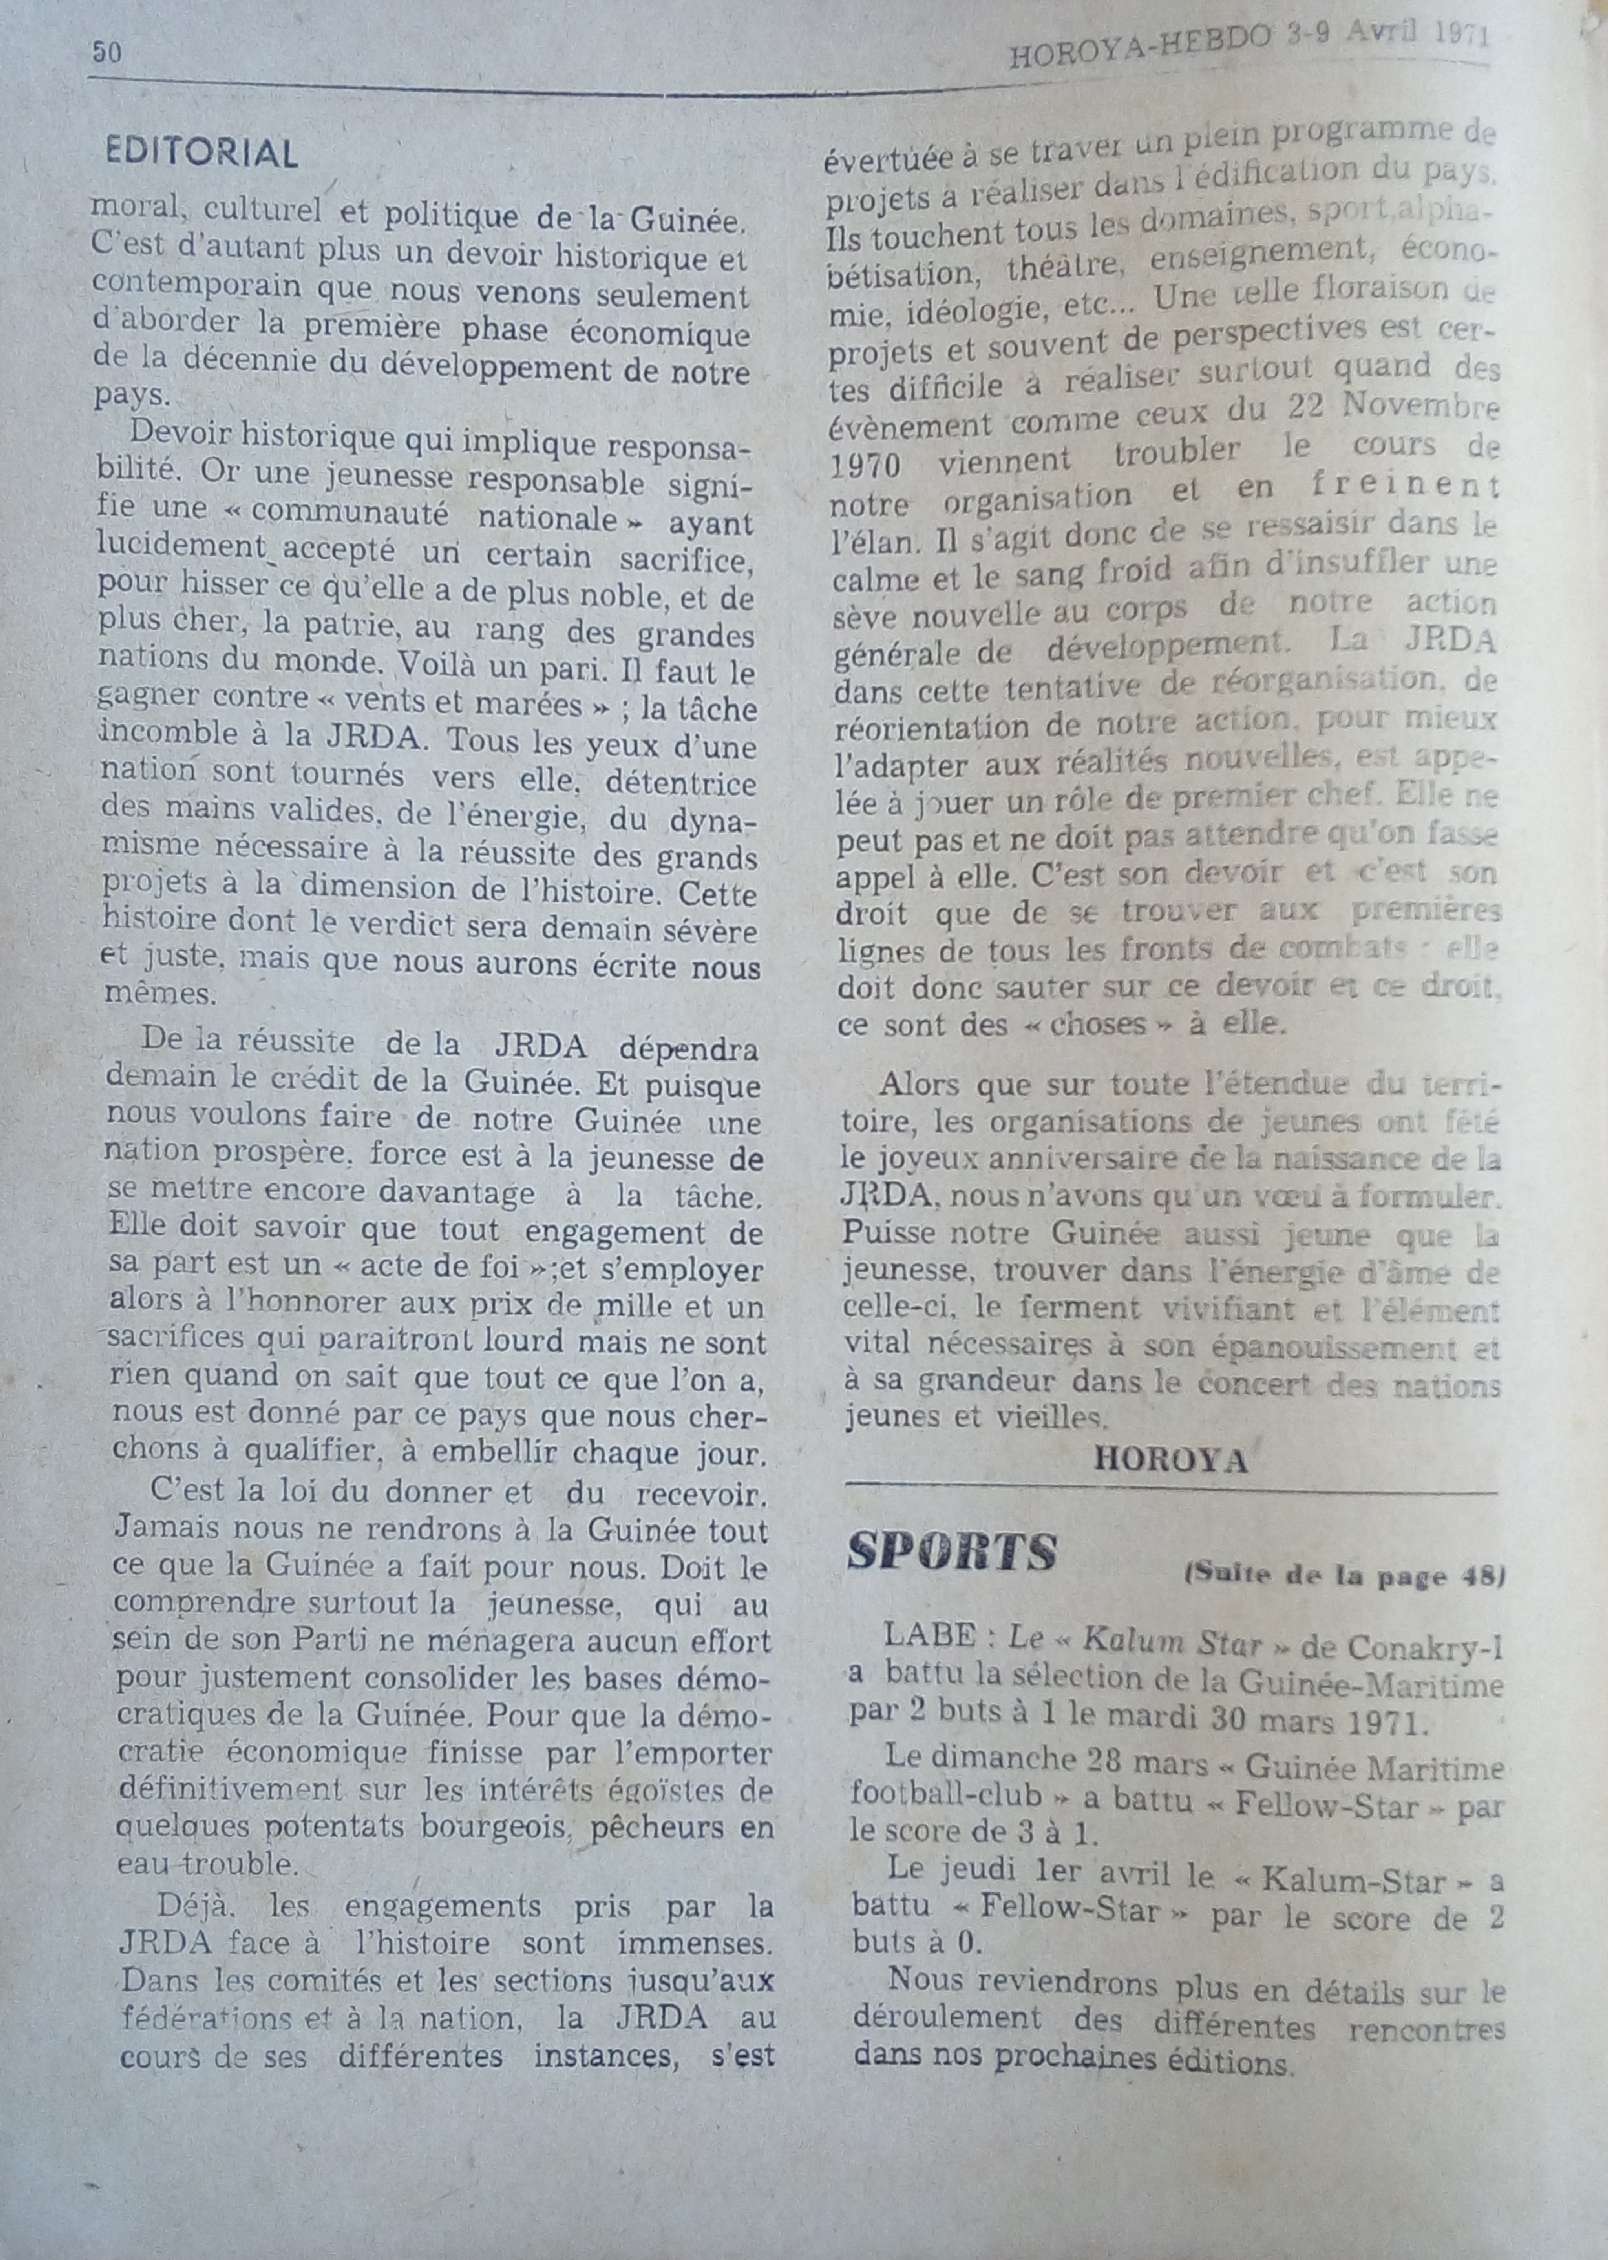 50
HOROYA-HEBDO 3-9 Avril 1971
EDITORIAL
moral, culturel et politique de la Guinée.
C'est d'autant plus un devoir historique et
contemporain que nous venons seulement
d'aborder la première phase économique
de la décennie du développement de notre
pays.
Devoir historique qui implique responsa-
bilité. Or une jeunesse responsable signi-
fie une « communauté nationale » ayant
lucidement accepté un certain sacrifice,
pour hisser ce qu'elle a de plus noble, et de
plus cher, la patrie, au rang des grandes
nations du monde. Voilà un pari. Il faut le
gagner contre « vents et marées » ; la tâche
incomble à la JRDA. Tous les yeux d'une
nation sont tournés vers elle, détentrice
des mains valides, de l'énergie, du dyna-
misme nécessaire à la réussite des grands
projets à la dimension de l'histoire. Cette
histoire dont le verdict sera demain sévère
et juste, mais que nous aurons écrite nous
mêmes.
De la réussite de la JRDA dépendra
demain le crédit de la Guinée. Et puisque
nous voulons faire de notre Guinée une
nation prospère, force est à la jeunesse de
se mettre encore davantage à la tâche.
Elle doit savoir que tout engagement de
sa part est un « acte de foi »;et s'employer
alors à l'honnorer aux prix de mille et un
sacrifices qui paraitront lourd mais ne sont
rien quand on sait que tout ce que l'on a,
nous est donné par ce pays que nous cher-
chons à qualifier, à embellir chaque jour.
C'est la loi du donner et du recevoir.
Jamais nous ne rendrons à la Guinée tout
ce que la Guinée a fait pour nous. Doit le
comprendre surtout la jeunesse, qui au
sein de son Parti ne ménagera aucun effort
pour justement consolider les bases démo-
cratiques de la Guinée. Pour que la démo-
cratie économique finisse par l'emporter
définitivement sur les intérêts égoïstes de
quelques potentats bourgeois, pêcheurs en
eau trouble.
Déjà, les engagements pris par la
JRDA face à l'histoire sont immenses.
Dans les comités et les sections jusqu'aux
fédérations et à la nation, la JRDA au
cours de ses différentes instances, s'est
évertuée à se traver un plein programme de
projets à réaliser dans l'édification du pays.
Ils touchent tous les domaines, sport,alpha-
bétisation, théâtre, enseignement, écono-
mie, idéologie, etc... Une telle floraison de
projets et souvent de perspectives est cer-
tes difficile à réaliser surtout quand des
évènement comme ceux du 22 Novembre
1970 viennent troubler le cours de
notre organisation et en freinent
l'élan. Il s'agit donc de se ressaisir dans le
calme et le sang froid afin d'insuffler une
sève nouvelle au corps de notre action
générale de développement. La JRDA
dans cette tentative de réorganisation, de
réorientation de notre action, pour mieux
l'adapter aux réalités nouvelles, est appe-
lée à jouer un rôle de premier chef. Elle ne
peut pas et ne doit pas attendre qu'on fasse
appel à elle. C'est son devoir et c'est son
droit que de se trouver aux premières
lignes de tous les fronts de combats : elle
doit donc sauter sur ce devoir et ce droit,
ce sont des « choses » à elle.
Alors que sur toute l'étendue du terri-
toire, les organisations de jeunes ont fêté
le joyeux anniversaire de la naissance de la
JRDA, nous n'avons qu'un vœu à formuler.
Puisse notre Guinée aussi jeune que la
jeunesse, trouver dans l'énergie d'âme de
celle-ci, le ferment vivifiant et l'élément
vital nécessaires à son épanouissement et
à sa grandeur dans le concert des nations
jeunes et vieilles.
HOROYA
SPORTS
(Suite de la page 48)
LABE : Le « Kalum Star » de Conakry-1
a battu la sélection de la Guinée-Maritime
par 2 buts à 1 le mardi 30 mars 1971.
Le dimanche 28 mars « Guinée Maritime
football-club » a battu « Fellow-Star » par
le score de 3 à 1.
Le jeudi 1er avril le « Kalum-Star » a
battu « Fellow-Star » par le score de 2
buts à 0.
Nous reviendrons plus en détails sur le
déroulement des différentes rencontres
dans nos prochaines éditions.